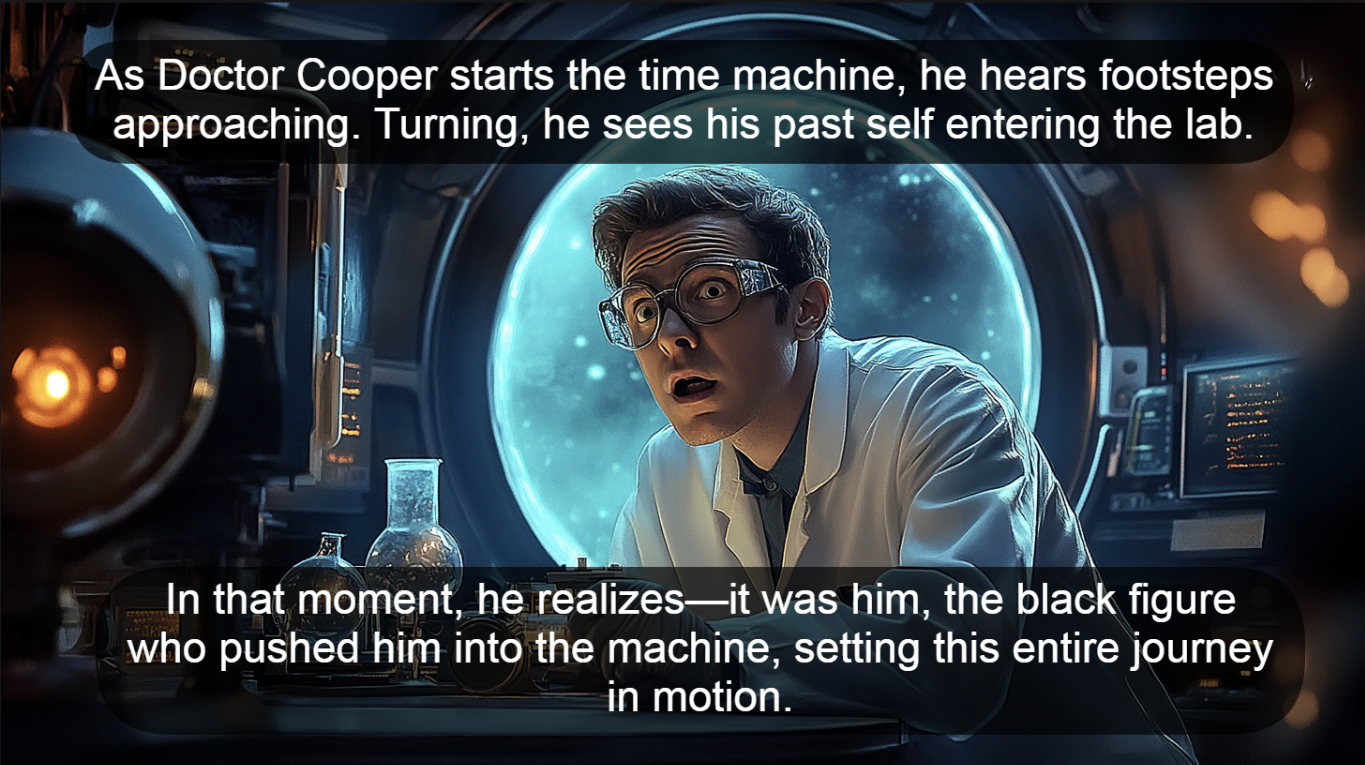 As Doctor Cooper starts the time machine, he hears footsteps
approaching. Turning, he sees his past self entering the lab.
In that moment, he realizes—it was him, the black figure
who pushed him into the machine, setting this entire journey
in motion.